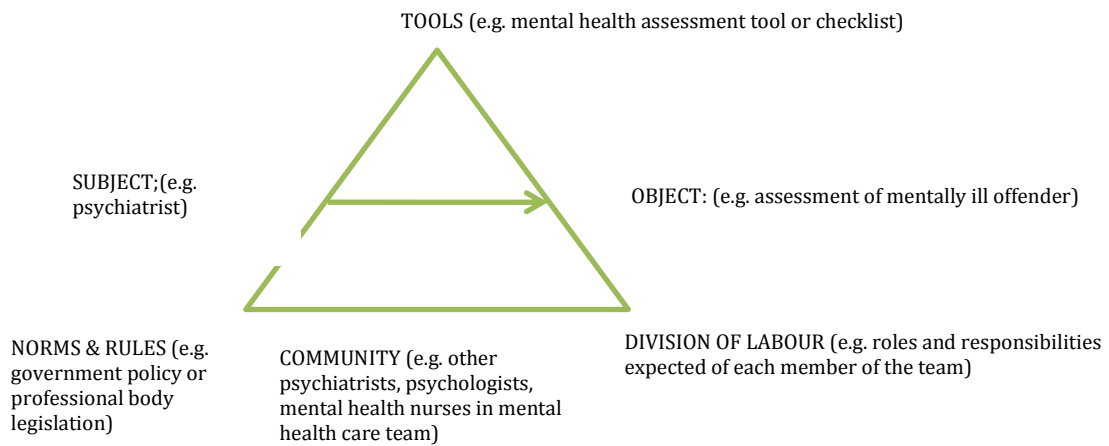 TOOLS (e.g. mental health assessment tool or checklist)
SUBJECT;(e.g.
psychiatrist)
OBJECT: (e.g. assessment of mentally ill offender)
NORMS & RULES (e.g.
government policy or
professional body
legislation)
COMMUNITY (e.g. other
psychiatrists, psychologists,
mental health nurses in mental
health care team)
DIVISION OF LABOUR (e.g. roles and responsibilities
expected of each member of the team)